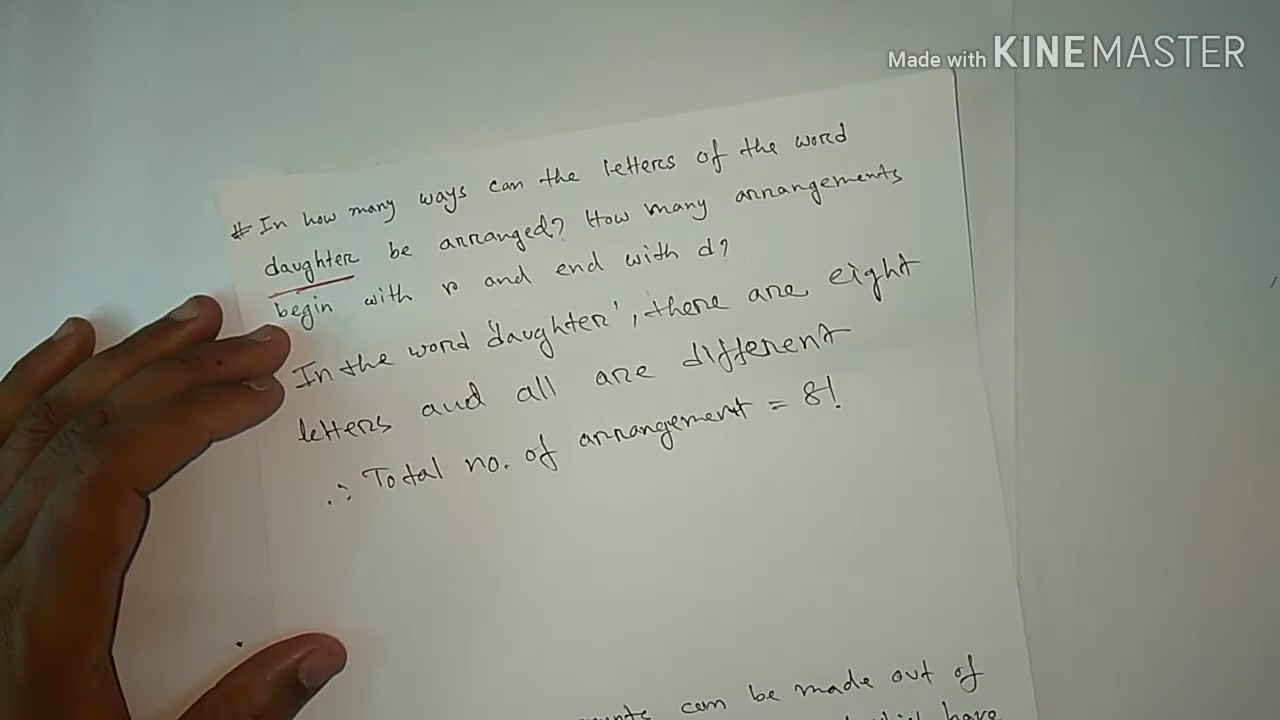 Made with KINEMASTER
# In how many ways can the letters of the word
daughter be arranged? How many arrangements
begin with r and end with d?
In the word 'daughter', there are eight
letters and all are different
∴ Total no. of arrangement = 8!
can be made out of
have